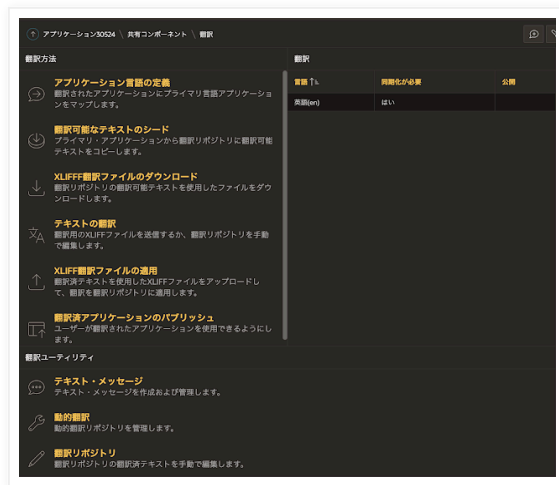 アプリケーション30524 \ 共有コンポーネント \ 翻訳
翻訳方法
アプリケーション言語の定義
翻訳されたアプリケーションにプライマリ言語アプリケーショ
ンをマップします。
翻訳可能なテキストのシード
プライマリ・アプリケーションから翻訳リポジトリに翻訳可能
テキストをコピーします。
XLIFFF翻訳ファイルのダウンロード
翻訳リポジトリの翻訳可能テキストを使用したファイルをダウ
ンロードします。
テキストの翻訳
翻訳用のXLIFFファイルを送信するか、翻訳リポジトリを手動
で編集します。
XLIFF翻訳ファイルの適用
翻訳済テキストを使用したXLIFFファイルをアップロードし
て、翻訳を翻訳リポジトリに適用します。
翻訳済アプリケーションのパブリッシュ
ユーザーが翻訳されたアプリケーションを使用できるようにし
ます。
翻訳
言語 同期化が必要 公開
英語(en) はい
翻訳ユーティリティ
テキスト・メッセージ
テキスト・メッセージを作成および管理します。
動的翻訳
動的翻訳リポジトリを管理します。
翻訳リポジトリ
翻訳リポジトリの翻訳済テキストを手動で編集します。